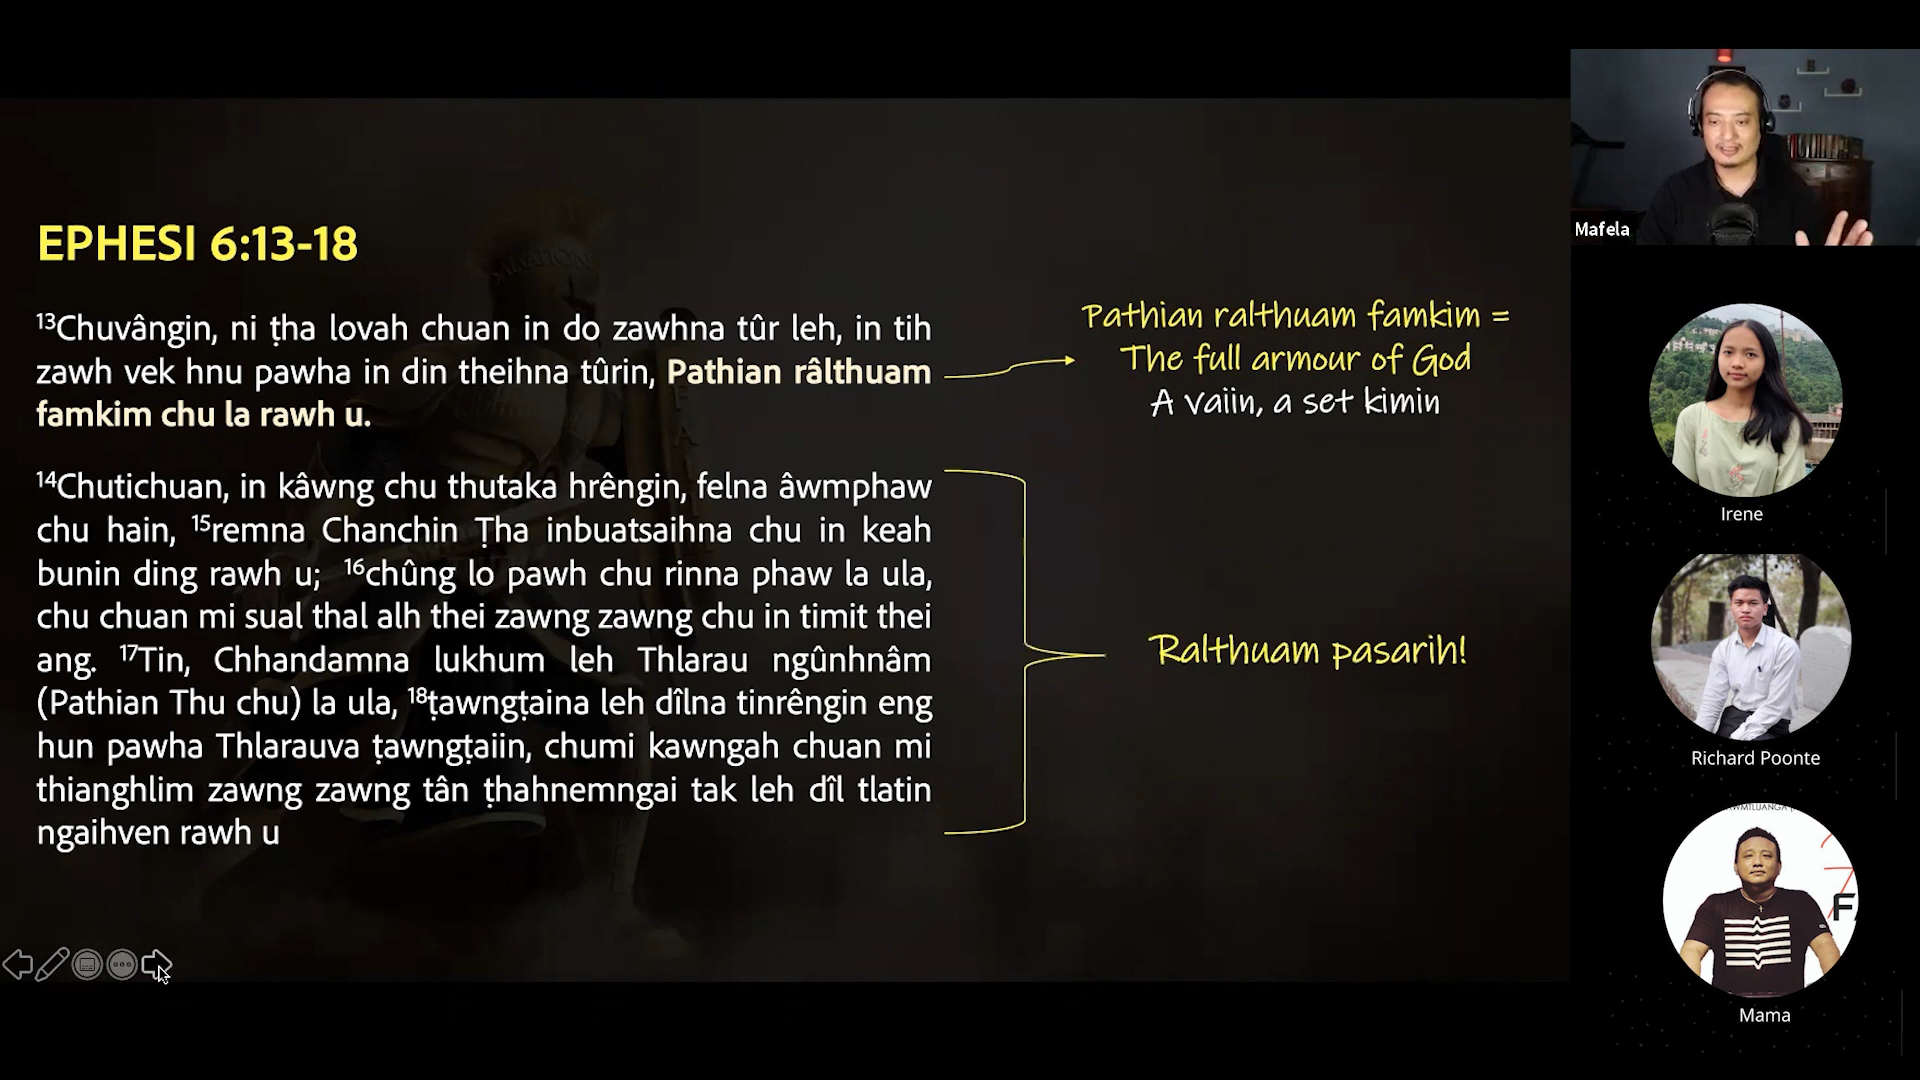 EPHESI 6:13-18
¹³Chuvângin, ni ṭha lovah chuan in do zawhna tûr leh, in tih
zawh vek hnu pawha in din theihna tûrin, Pathian râlthuam
famkim chu la rawh u.
¹⁴Chutichuan, in kâwng chu thutaka hrêngin, felna âwmphaw
chu hain, ¹⁵remna Chanchin Ṭha inbuatsaihna chu in keah
bunin ding rawh u; ¹⁶chûng lo pawh chu rinna phaw la ula,
chu chuan mi sual thal alh thei zawng zawng chu in timit thei
ang. ¹⁷Tin, Chhandamna lukhum leh Thlarau ngûnhnâm
(Pathian Thu chu) la ula, ¹⁸ṭawngṭaina leh dîlna tinrêngin eng
hun pawha Thlarauva ṭawngṭaiin, chumi kawngah chuan mi
thianghlim zawng zawng tân ṭhahnemngai tak leh dîl tlatin
ngaihven rawh u
Pathian ralthuam famkim =
The full armour of God
A vaiin, a set kimin
Ralthuam pasarih!
Mafela
Irene
Richard Poonte
Mama